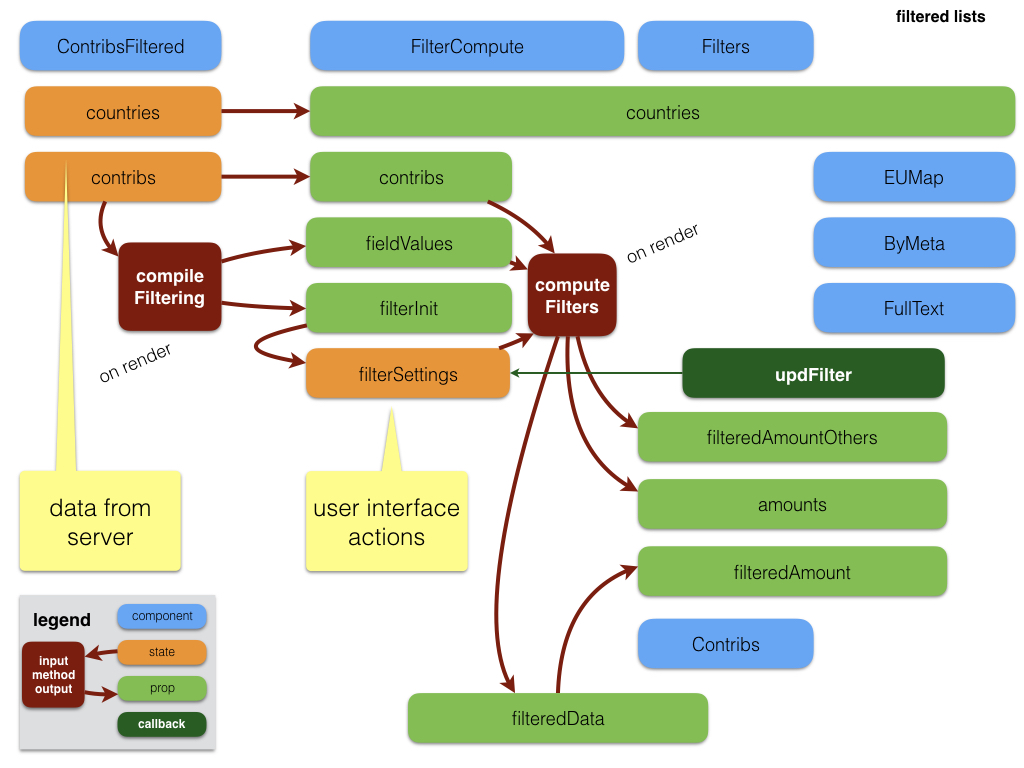 filtered lists
ContribsFiltered
FilterCompute
Filters
countries
countries
contribs
contribs
EUMap
fieldValues
on render
ByMeta
compile
Filtering
compute
Filters
filterInit
FullText
on render
filterSettings
updFilter
filteredAmountOthers
data from
server
user interface
actions
amounts
filteredAmount
legend
component
state
input
method
output
prop
callback
Contribs
filteredData